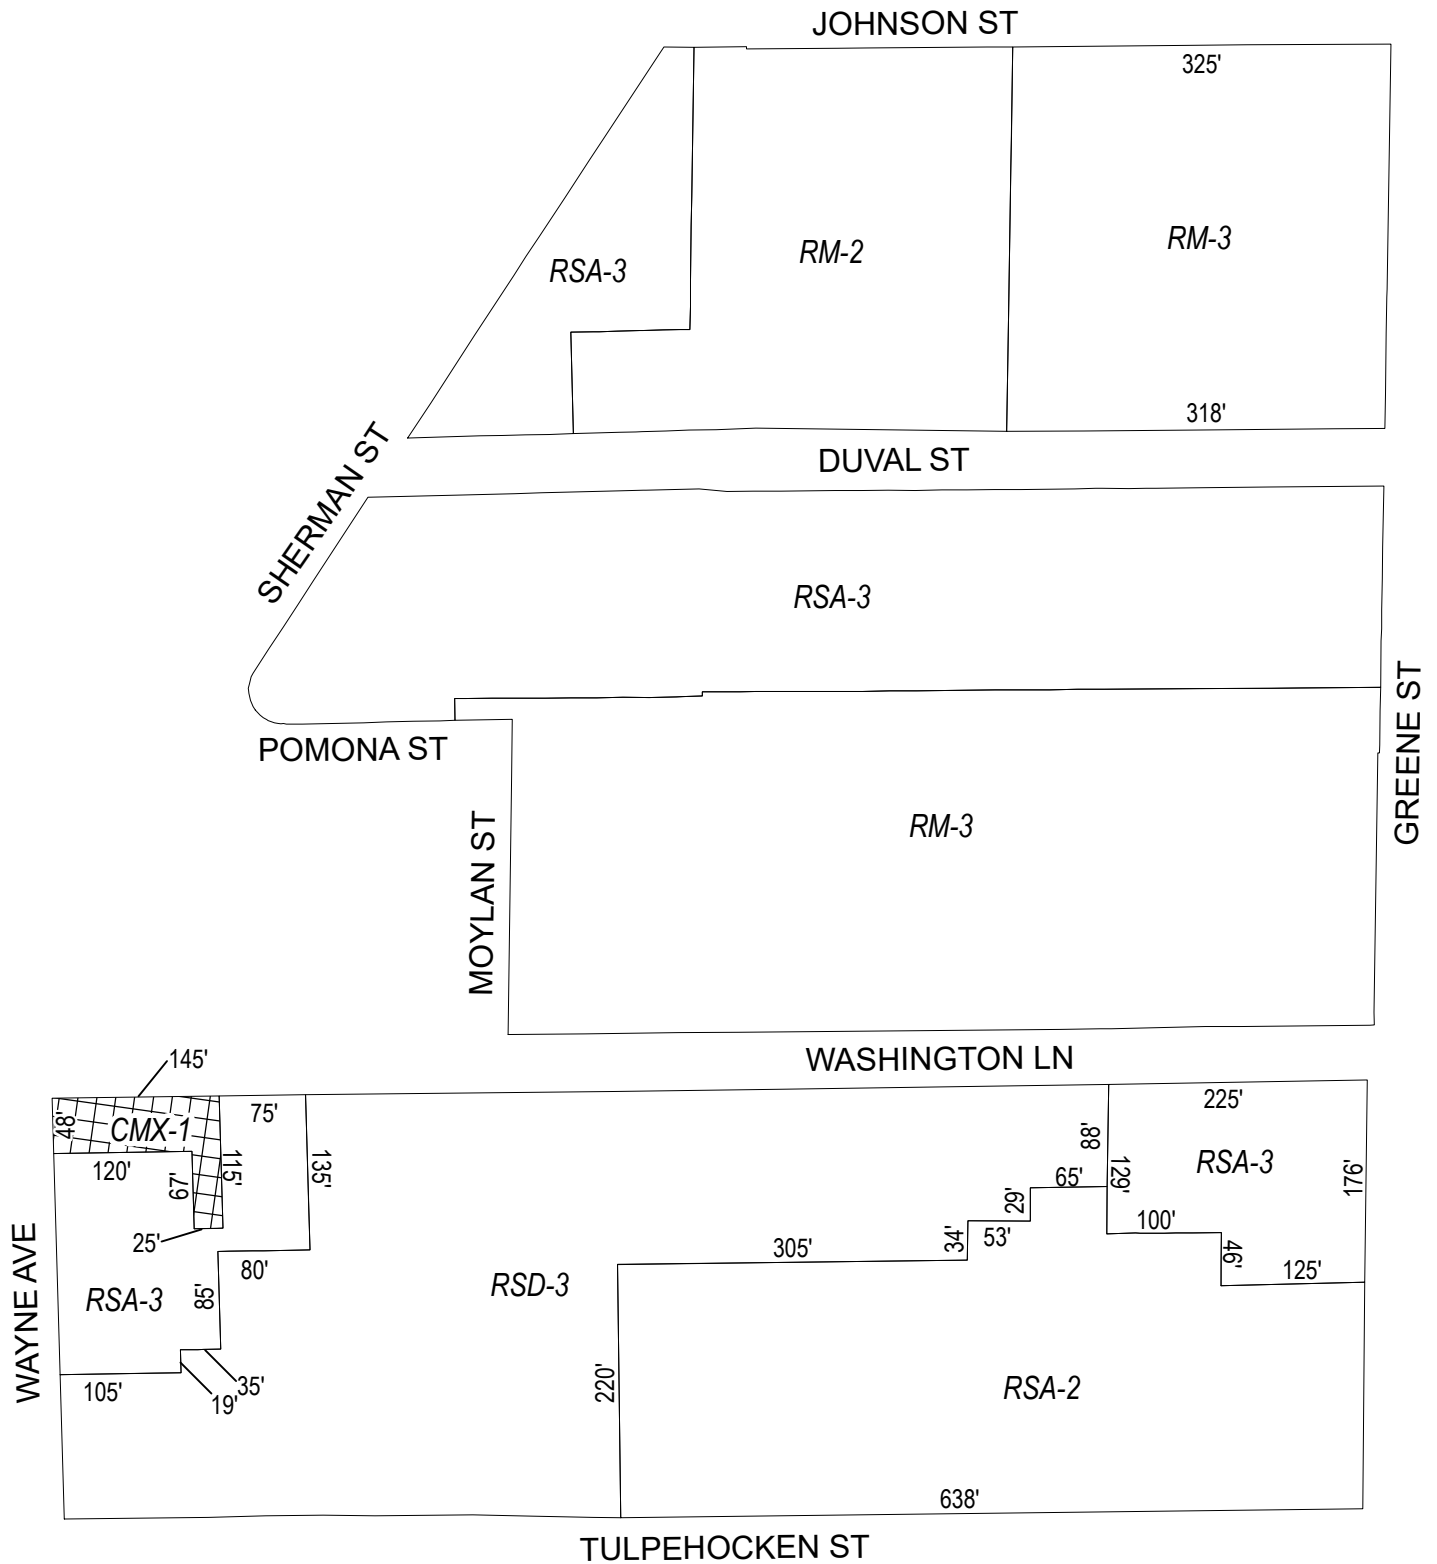 JOHNSON ST
325'
RSA-3
RM-2
RM-3
318'
SHERMAN ST
DUVAL ST
RSA-3
GREENE ST
POMONA ST
MOYLAN ST
RM-3
WASHINGTON LN
145'
48'
CMX-1
75'
120'
67'
115'
135'
25'
80'
85'
RSA-3
WAYNE AVE
105'
19'
35'
RSD-3
305'
34'
53'
29'
65'
88'
129'
225'
RSA-3
176'
100'
46'
125'
220'
RSA-2
638'
TULPEHOCKEN ST